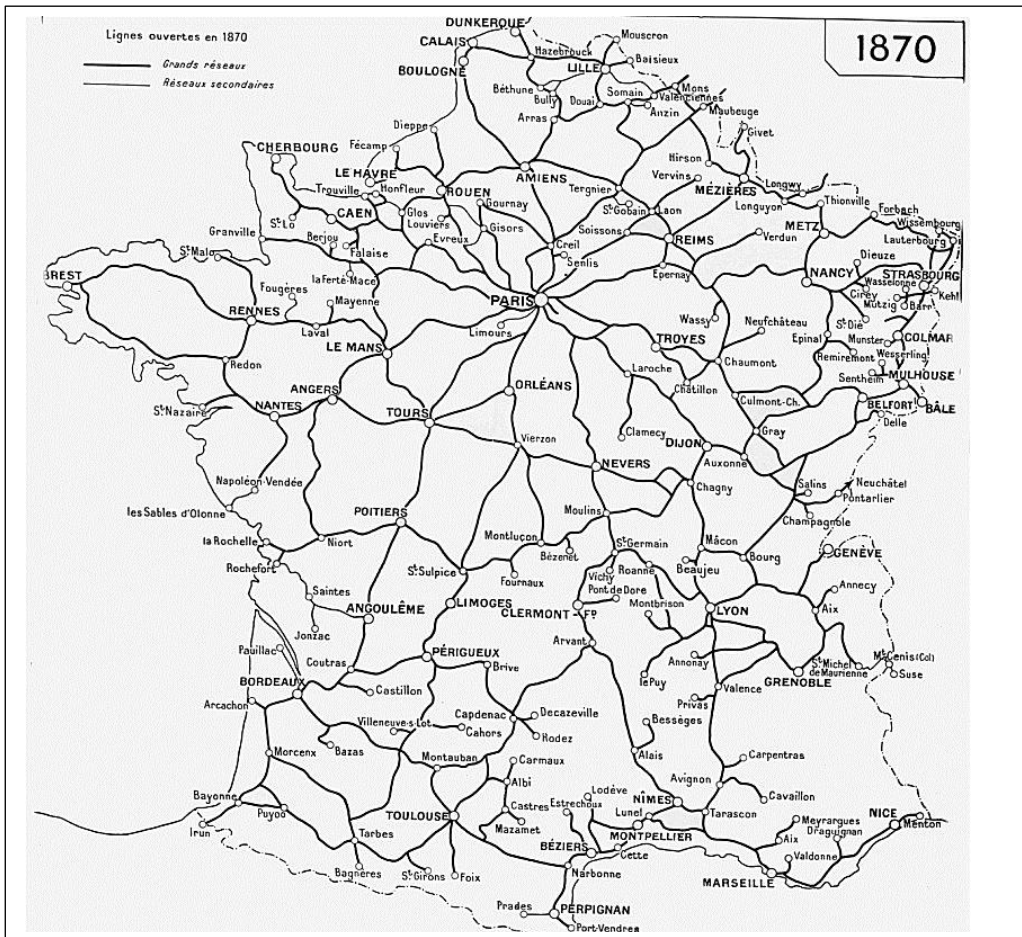 1870
Lignes ouvertes en 1870
Grands réseaux
Réseaux secondaires
DUNKERQUE
CALAIS
Mouscron
Hazebrouck
Baisieux
BOULOGNE
LILLE
Mons
Béthune
Somain
Valenciennes
Bully
Douai
Anzin
Maubeuge
Arras
Givet
Dieppe
Fécamp
CHERBOURG
Hirson
LE HAVRE
Honfleur
AMIENS
Vervins
MÉZIÈRES
Trouville
ROUEN
Tergnier
Longwy
Gournay
St Gobain
Laon
Longuyon
Thionville
CAEN
Glos
St Lô
Louviers
Gisors
Soissons
METZ
Forbach
Wissembourg
Granville
Berjou
Falaise
Evreux
Creil
REIMS
Verdun
Lauterbourg
St Malo
Senlis
Dieuze
la Ferté-Macé
Epernay
NANCY
STRASBOURG
BREST
Wasselonne
Fougères
Mayenne
PARIS
Cirey
Kehl
Mutzig
Barr
RENNES
Limours
Wassy
Neufchâteau
St Dié
Laval
LE MANS
TROYES
Epinal
Munster
COLMAR
Remiremont
Wesserling
Redon
Laroche
Chaumont
Sentheim
MULHOUSE
ANGERS
ORLÉANS
Châtillon
Culmont-Ch.
St Nazaire
NANTES
TOURS
BELFORT
BÂLE
Delle
Clamecy
Gray
Vierzon
DIJON
NEVERS
Auxonne
Napoléon-Vendée
Chagny
Salins
Neuchâtel
Pontarlier
les Sables d'Olonne
POITIERS
Moulins
Champagnole
la Rochelle
Niort
Montluçon
St Germain
Mâcon
Bézenet
GENÈVE
Rochefort
St Sulpice
Vichy
Roanne
Beaujeu
Bourg
Fournaux
Annecy
Saintes
Pont de Dore
LIMOGES
CLERMONT-Fd
Montbrison
LYON
Aix
ANGOULÊME
Jonzac
Arvant
Pauillac
Coutras
PÉRIGUEUX
Annonay
St Michel
de Maurienne
Mt Cenis (Col)
Brive
le Puy
GRENOBLE
Suse
BORDEAUX
Castillon
Valence
Arcachon
Privas
Villeneuve-s-Lot
Capdenac
Decazeville
Bessèges
Cahors
Rodez
Morcenx
Bazas
Montauban
Alais
Carpentras
Carmaux
Bayonne
Albi
Lodève
Avignon
Cavaillon
Puyoô
TOULOUSE
Castres
Estrechoux
NÎMES
Irun
Lunel
Tarascon
Meyrargues
NICE
Tarbes
Mazamet
MONTPELLIER
Draguignan
Menton
Aix
BÉZIERS
Cette
Valdonne
Bagnères
St Girons
Foix
Narbonne
MARSEILLE
Prades
PERPIGNAN
Port-Vendres